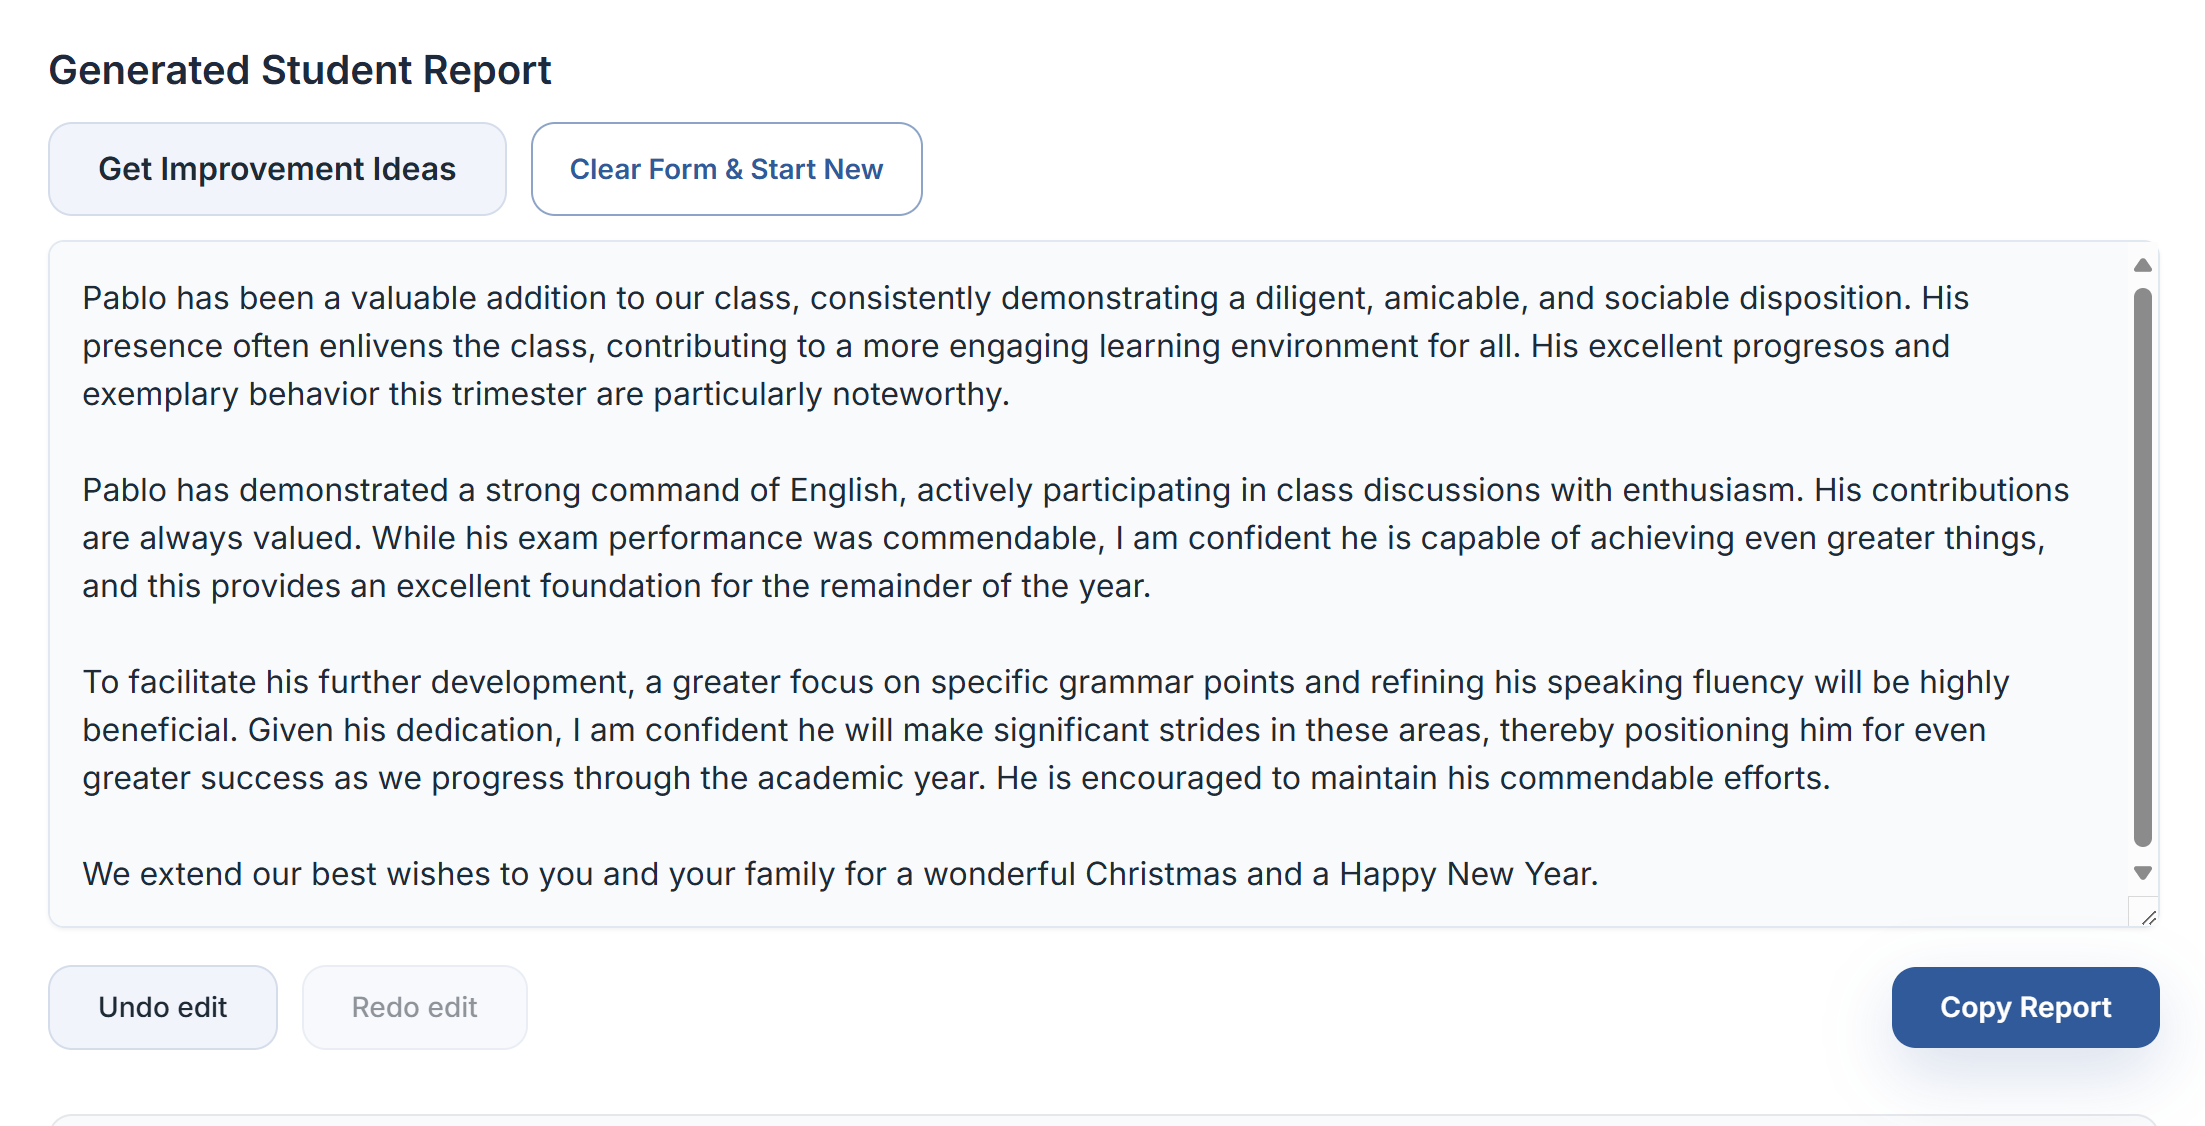 Generated Student Report
Get Improvement Ideas
Clear Form & Start New
Pablo has been a valuable addition to our class, consistently demonstrating a diligent, amicable, and sociable disposition. His
presence often enlivens the class, contributing to a more engaging learning environment for all. His excellent progresos and
exemplary behavior this trimester are particularly noteworthy.
Pablo has demonstrated a strong command of English, actively participating in class discussions with enthusiasm. His contributions
are always valued. While his exam performance was commendable, I am confident he is capable of achieving even greater things,
and this provides an excellent foundation for the remainder of the year.
To facilitate his further development, a greater focus on specific grammar points and refining his speaking fluency will be highly
beneficial. Given his dedication, I am confident he will make significant strides in these areas, thereby positioning him for even
greater success as we progress through the academic year. He is encouraged to maintain his commendable efforts.
We extend our best wishes to you and your family for a wonderful Christmas and a Happy New Year.
Undo edit
Redo edit
Copy Report